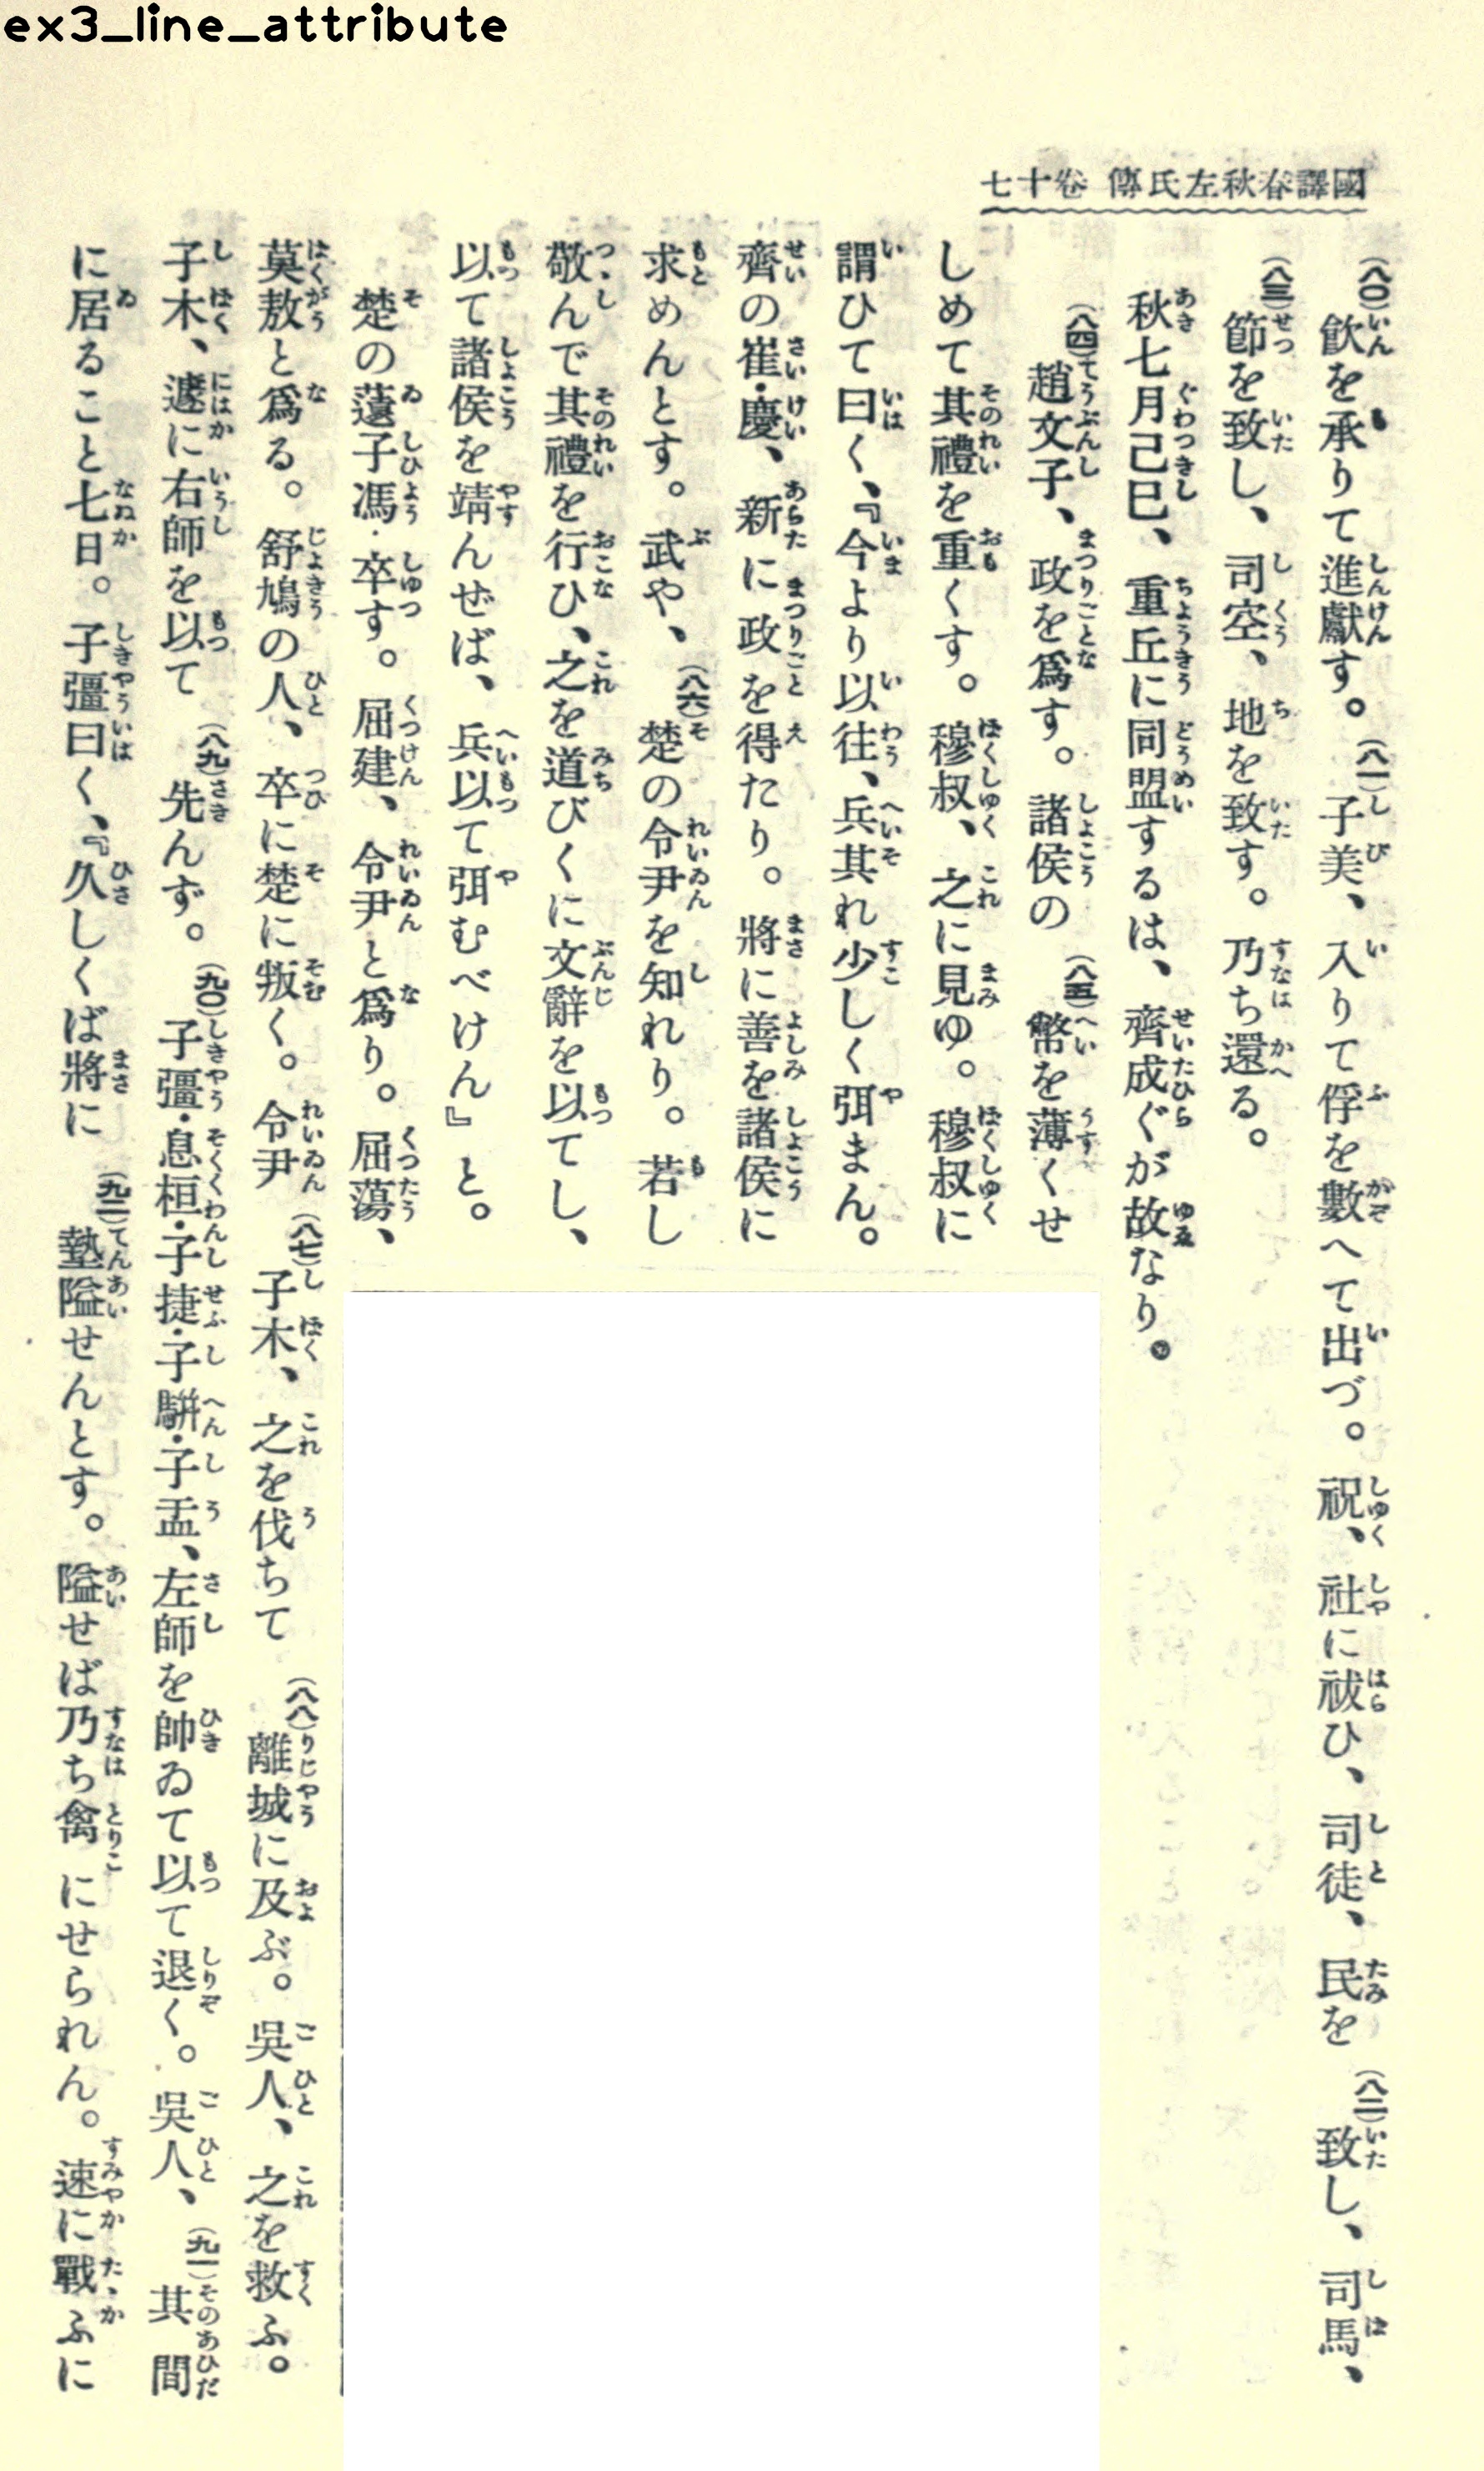 ex3_line_attribute
國譯春秋左氏傳 卷十七
(八〇)飮を承りて進獻す。(八一)子美、入りて俘を數へて出づ。祝、社に祓ひ、司徒、民を(八二)致し、司馬、
(八三)節を致し、司空、地を致す。乃ち還る。
秋七月己巳、重丘に同盟するは、齊成ぐが故なり。
(八四)趙文子、政を爲す。諸侯の(八五)幣を薄くせ
しめて其禮を重くす。穆叔、之に見ゆ。穆叔に
謂ひて曰く、『今より以往、兵其れ少しく弭まん。
齊の崔・慶、新に政を得たり。將に善を諸侯に
求めんとす。武や、(八六)楚の令尹を知れり。若し
敬んで其禮を行ひ、之を道びくに文辭を以てし、
以て諸侯を靖んぜば、兵以て弭むべけん』と。
楚の薳子馮・卒す。屈建、令尹と爲り。屈蕩、
莫敖と爲る。舒鳩の人、卒に楚に叛く。令尹(八七)子木、之を伐ちて(八八)離城に及ぶ。吳人、之を救ふ。
子木、遽に右師を以て(八九)先んず。(九〇)子彊・息桓・子捷・子騈・子盂、左師を帥ゐて以て退く。吳人、(九一)其間
に居ること七日。子彊曰く、『久しくば將に(九二)墊隘せんとす。隘せば乃ち禽にせられん。速に戰ふに